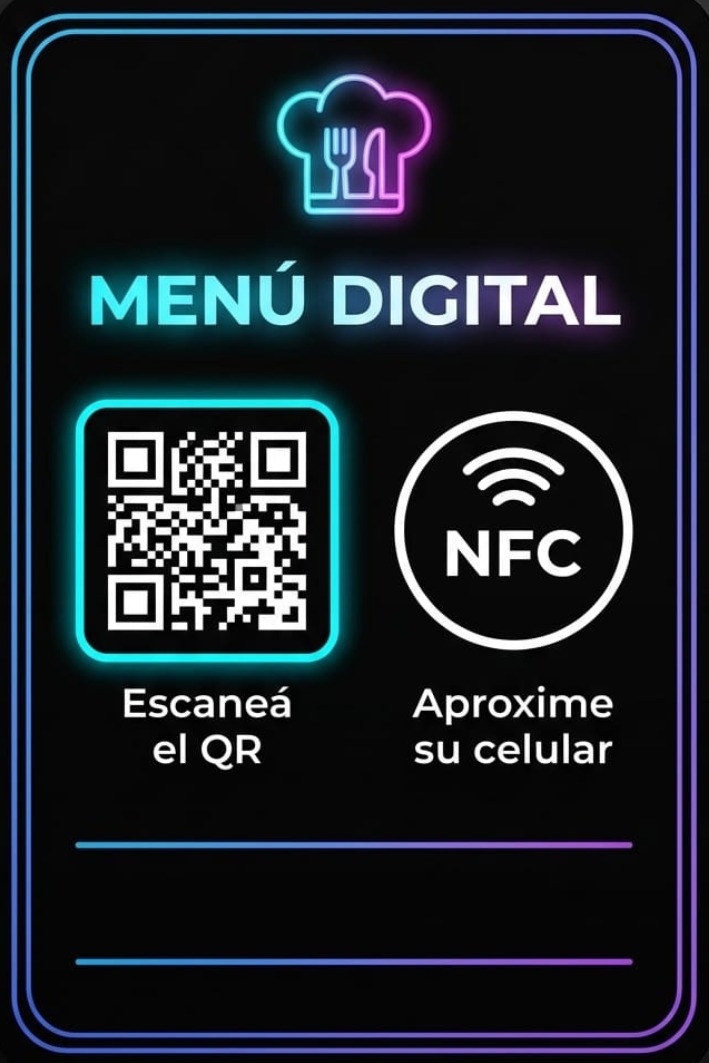 MENÚ DIGITAL
NFC
Escaneá
el QR
Aproxime
su celular